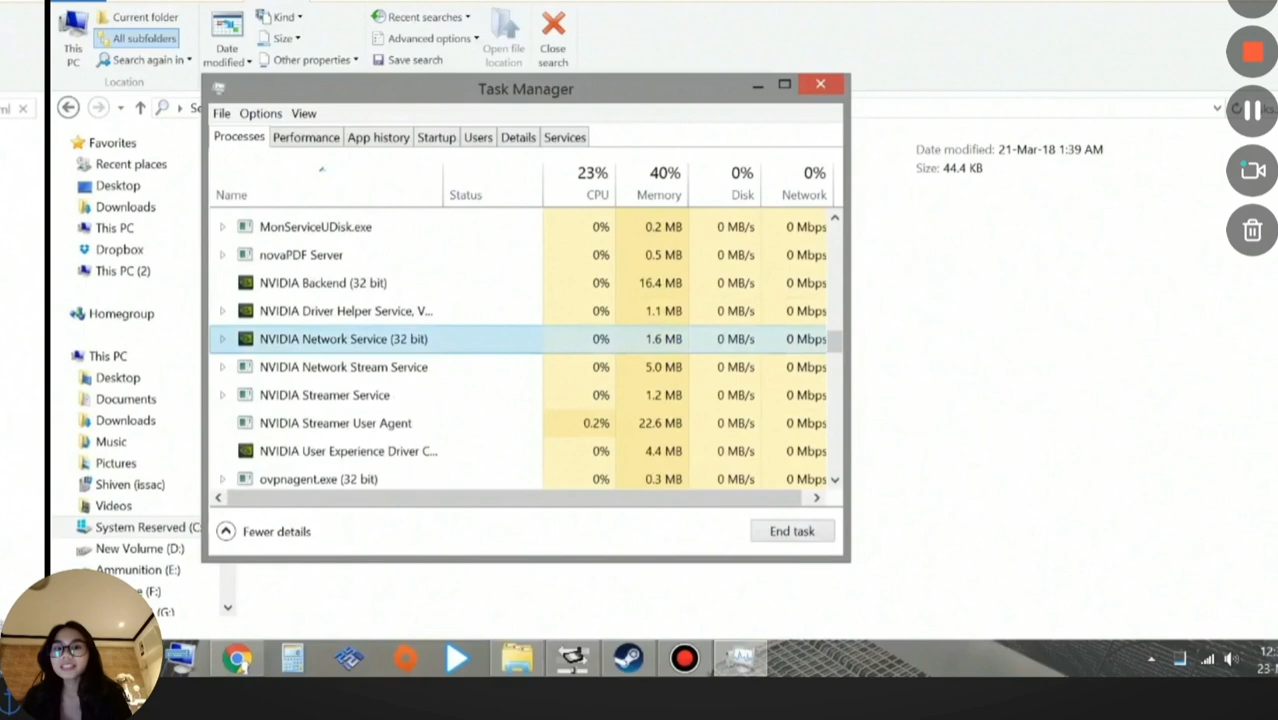 Current folder
All subfolders
Search again in
This PC
Location
Date modified
Kind
Size
Other properties
Recent searches
Advanced options
Save search
Open file location
Close search
Task Manager
File Options View
Processes Performance App history Startup Users Details Services
23% 40% 0% 0%
Name Status CPU Memory Disk Network
MonServiceUDisk.exe 0% 0.2 MB 0 MB/s 0 Mbps
novaPDF Server 0% 0.5 MB 0 MB/s 0 Mbps
NVIDIA Backend (32 bit) 0% 16.4 MB 0 MB/s 0 Mbps
NVIDIA Driver Helper Service, V... 0% 1.1 MB 0 MB/s 0 Mbps
NVIDIA Network Service (32 bit) 0% 1.6 MB 0 MB/s 0 Mbps
NVIDIA Network Stream Service 0% 5.0 MB 0 MB/s 0 Mbps
NVIDIA Streamer Service 0% 1.2 MB 0 MB/s 0 Mbps
NVIDIA Streamer User Agent 0.2% 22.6 MB 0 MB/s 0 Mbps
NVIDIA User Experience Driver C... 0% 4.4 MB 0 MB/s 0 Mbps
ovpnagent.exe (32 bit) 0% 0.3 MB 0 MB/s 0 Mbps
Fewer details
End task
Favorites
Recent places
Desktop
Downloads
This PC
Dropbox
This PC (2)
Homegroup
This PC
Desktop
Documents
Downloads
Music
Pictures
Shiven (issac)
Videos
System Reserved (C
New Volume (D:)
Ammunition (E:)
(F:)
(G:)
Date modified: 21-Mar-18 1:39 AM
Size: 44.4 KB